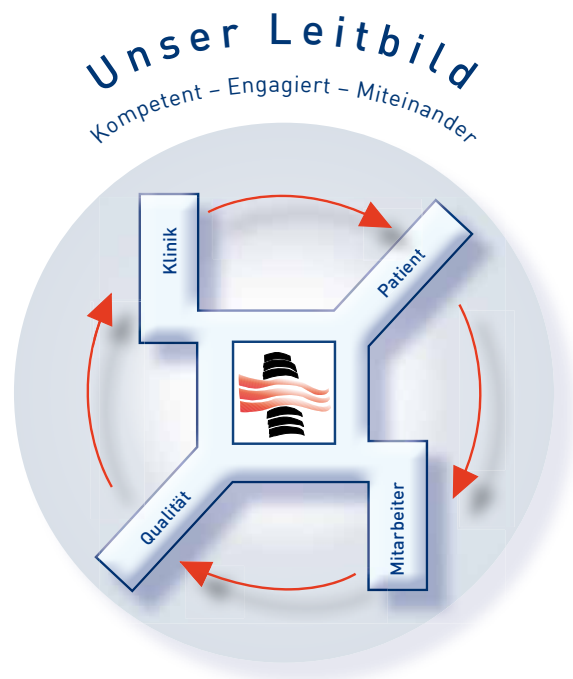 Unser Leitbild
Kompetent – Engagiert – Miteinander
Klinik
Patient
Qualität
Mitarbeiter